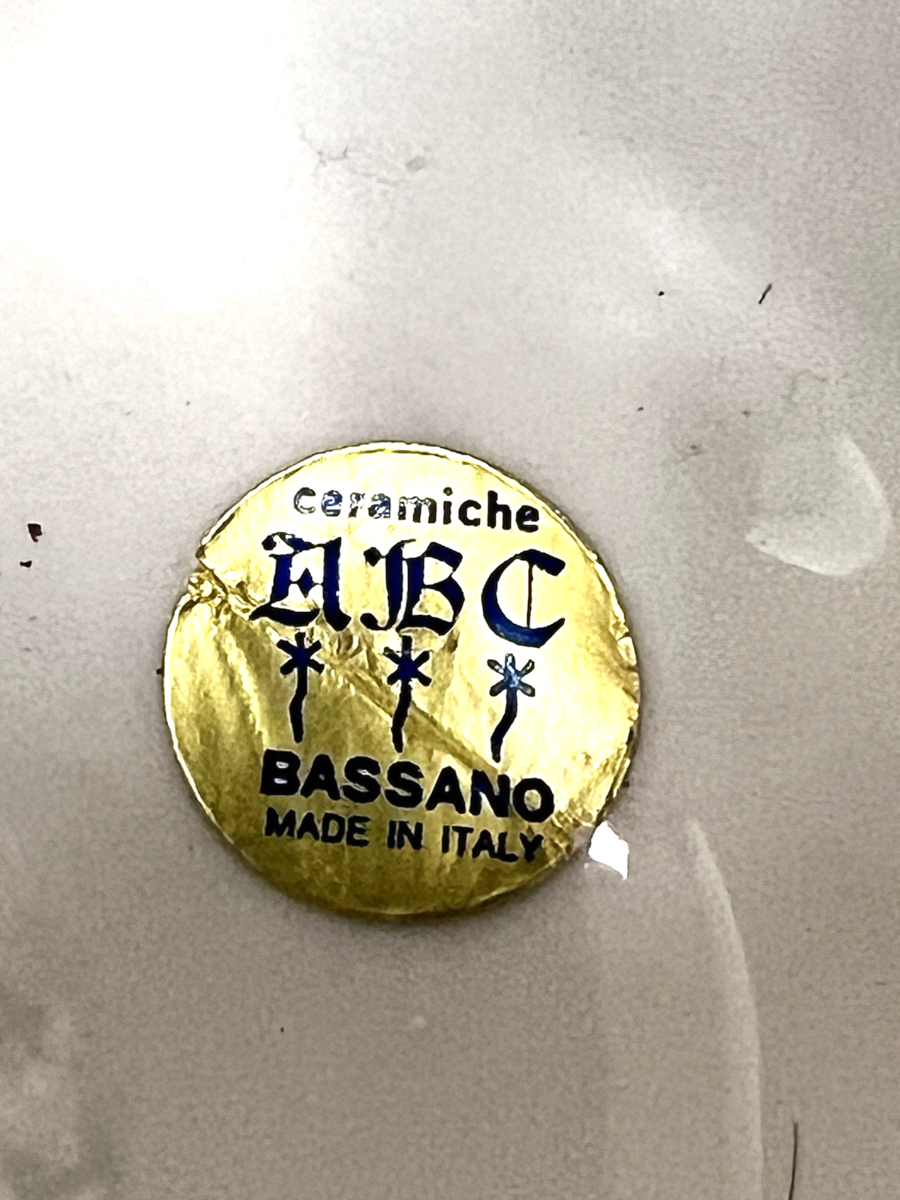 ceramiche
ABC
BASSANO
MADE IN ITALY